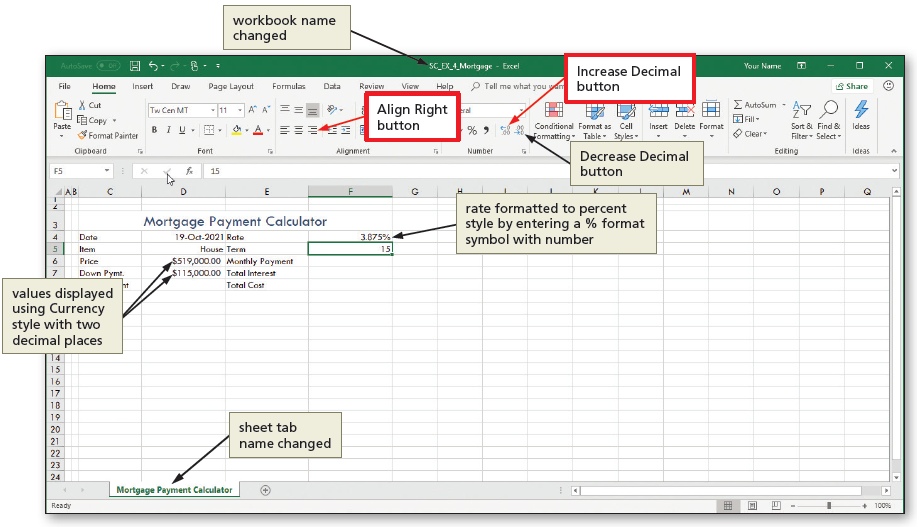 workbook name
changed
AutoSave
SC_EX_4_Mortgage - Excel
Your Name
File Home Insert Draw Page Layout Formulas Data Review View Help Tell me what you wan
Share
Increase Decimal
button
Align Right
button
Cut
Copy
Format Painter
Paste
Clipboard
Tw Cen MT 11
B I U
Font
Alignment
% 9
Number
Conditional Formatting
Format as Table
Cell Styles
Insert Delete Format
AutoSum
Fill
Clear
Sort & Filter
Find & Select
Editing
Ideas
Ideas
Decrease Decimal
button
F5 fx 15
A B C D E F G H I J K L M N O P Q
1
2
3 Mortgage Payment Calculator
4 Date 19-Oct-2021 Rate 3.875%
5 Item House Term 15
6 Price $519,000.00 Monthly Payment
7 Down Pymt. $115,000.00 Total Interest
Total Cost
rate formatted to percent
style by entering a % format
symbol with number
values displayed
using Currency
style with two
decimal places
14
15
16
17
18
19
20
21
22
23
24
sheet tab
name changed
Mortgage Payment Calculator
Ready
100%